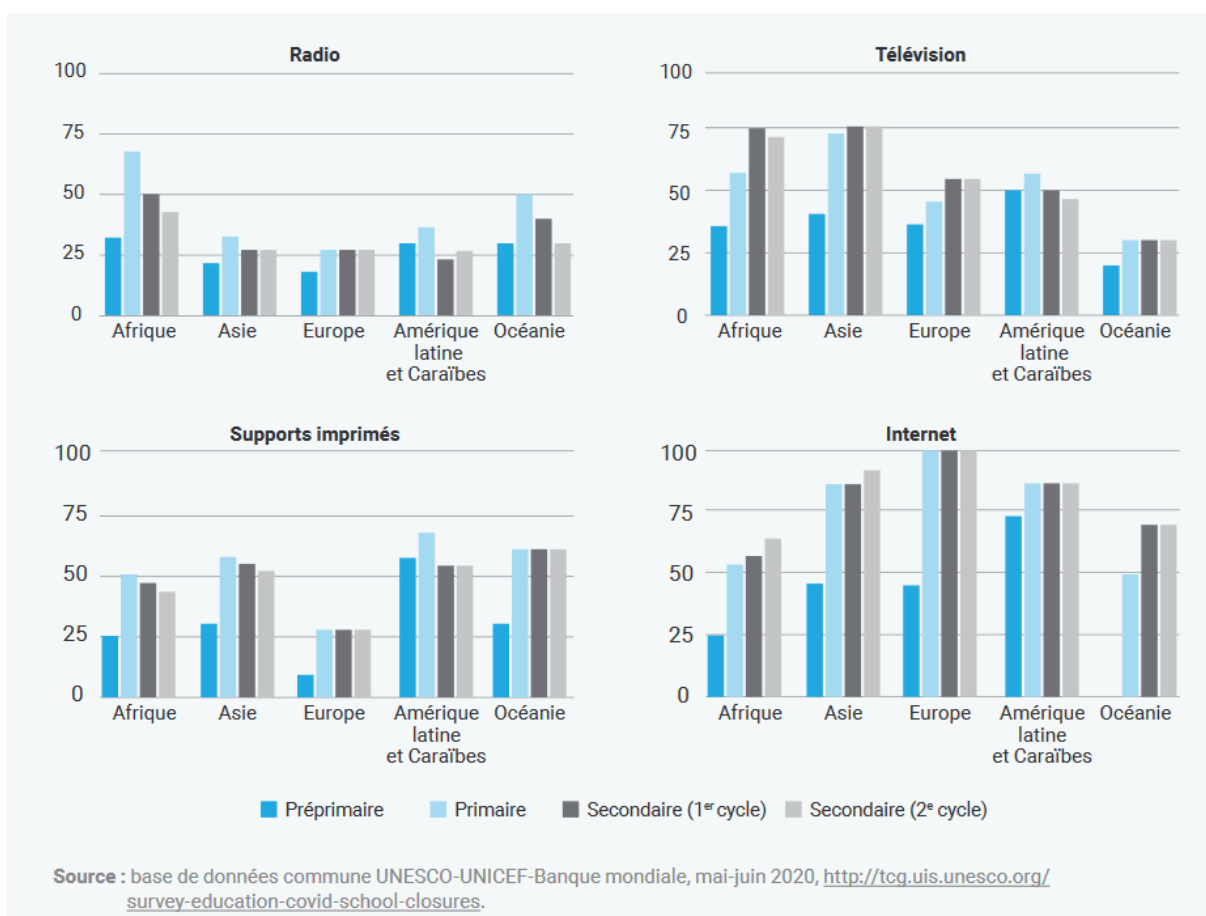 Radio
100
75
50
25
0
Afrique
Asie
Europe
Amérique
latine
et Caraïbes
Océanie
Télévision
100
75
50
25
0
Afrique
Asie
Europe
Amérique
latine
et Caraïbes
Océanie
Supports imprimés
100
75
50
25
0
Afrique
Asie
Europe
Amérique
latine
et Caraïbes
Océanie
Internet
100
75
50
25
0
Afrique
Asie
Europe
Amérique
latine
et Caraïbes
Océanie
Préprimaire
Primaire
Secondaire (1er cycle)
Secondaire (2e cycle)
Source : base de données commune UNESCO-UNICEF-Banque mondiale, mai-juin 2020, http://tcg.uis.unesco.org/
survey-education-covid-school-closures.